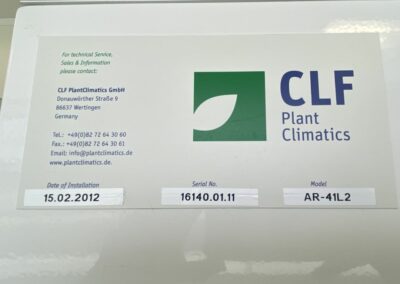 For technical Service,
Sales & Information
please contact:
CLF PlantClimatics GmbH
Donauwörther Straße 9
86637 Wertingen
Germany
Tel.: +49(0)82 72 64 30 60
Fax.: +49(0)82 72 64 30 61
Email: info@plantclimatics.de
www.plantclimatics.de.
CLF
Plant
Climatics
Date of Installation
15.02.2012
Serial No.
16140.01.11
Model
AR-41L2